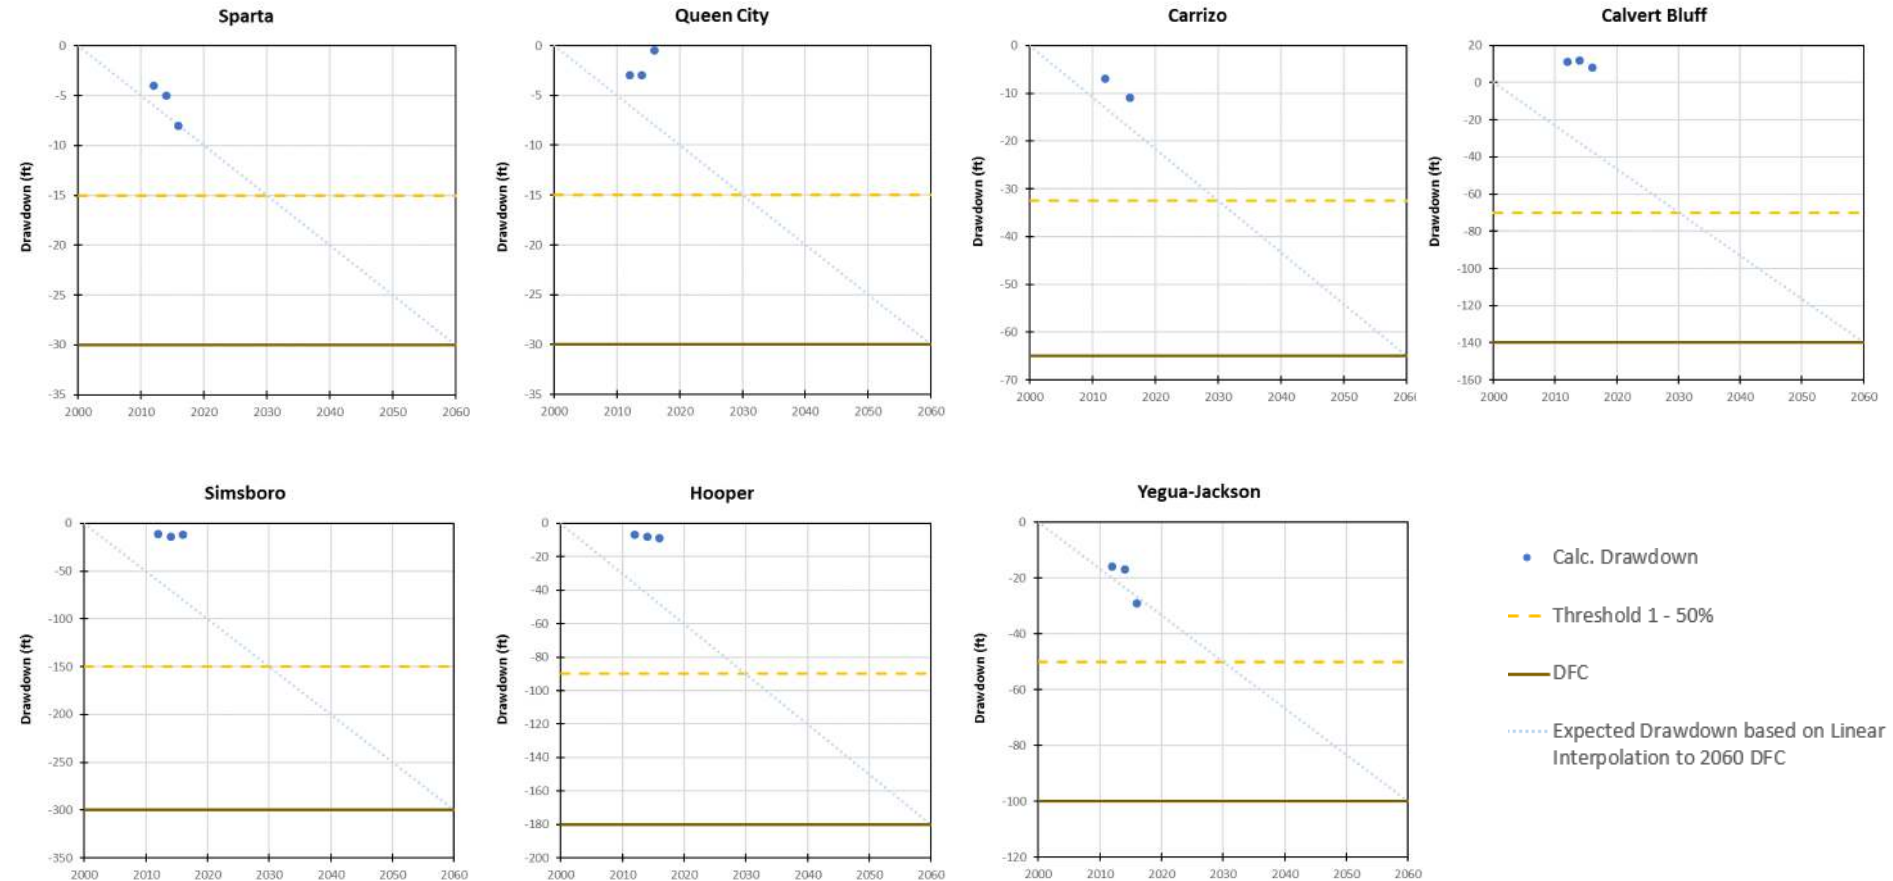 Sparta
Drawdown (ft)
0
-5
-10
-15
-20
-25
-30
-35
2000 2010 2020 2030 2040 2050 2060
Queen City
Drawdown (ft)
0
-5
-10
-15
-20
-25
-30
-35
2000 2010 2020 2030 2040 2050 2060
Carrizo
Drawdown (ft)
0
-10
-20
-30
-40
-50
-60
-70
2000 2010 2020 2030 2040 2050 2060
Calvert Bluff
Drawdown (ft)
20
0
-20
-40
-60
-80
-100
-120
-140
-160
2000 2010 2020 2030 2040 2050 2060
Simsboro
Drawdown (ft)
0
-50
-100
-150
-200
-250
-300
-350
2000 2010 2020 2030 2040 2050 2060
Hooper
Drawdown (ft)
0
-20
-40
-60
-80
-100
-120
-140
-160
-180
-200
2000 2010 2020 2030 2040 2050 2060
Yegua-Jackson
Drawdown (ft)
0
-20
-40
-60
-80
-100
-120
2000 2010 2020 2030 2040 2050 2060
Calc. Drawdown
Threshold 1 - 50%
DFC
Expected Drawdown based on Linear
Interpolation to 2060 DFC